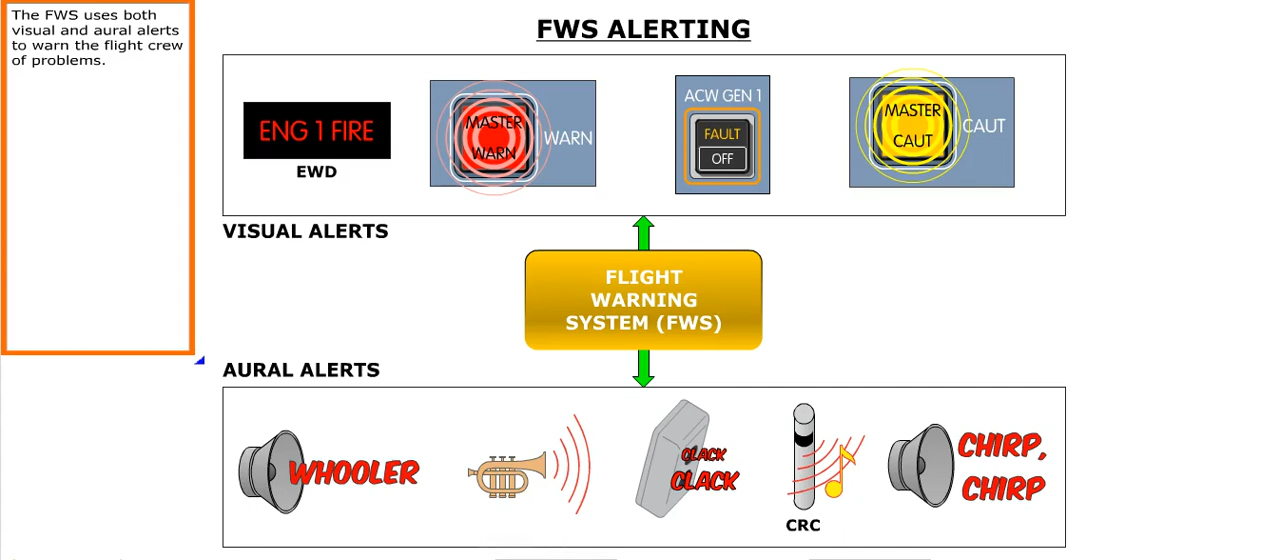 The FWS uses both
visual and aural alerts
to warn the flight crew
of problems.
FWS ALERTING
ENG 1 FIRE
EWD
MASTER
WARN
WARN
ACW GEN 1
FAULT
OFF
MASTER
CAUT
CAUT
VISUAL ALERTS
FLIGHT
WARNING
SYSTEM (FWS)
AURAL ALERTS
WHOOLER
CLACK
CLACK
CRC
CHIRP,
CHIRP